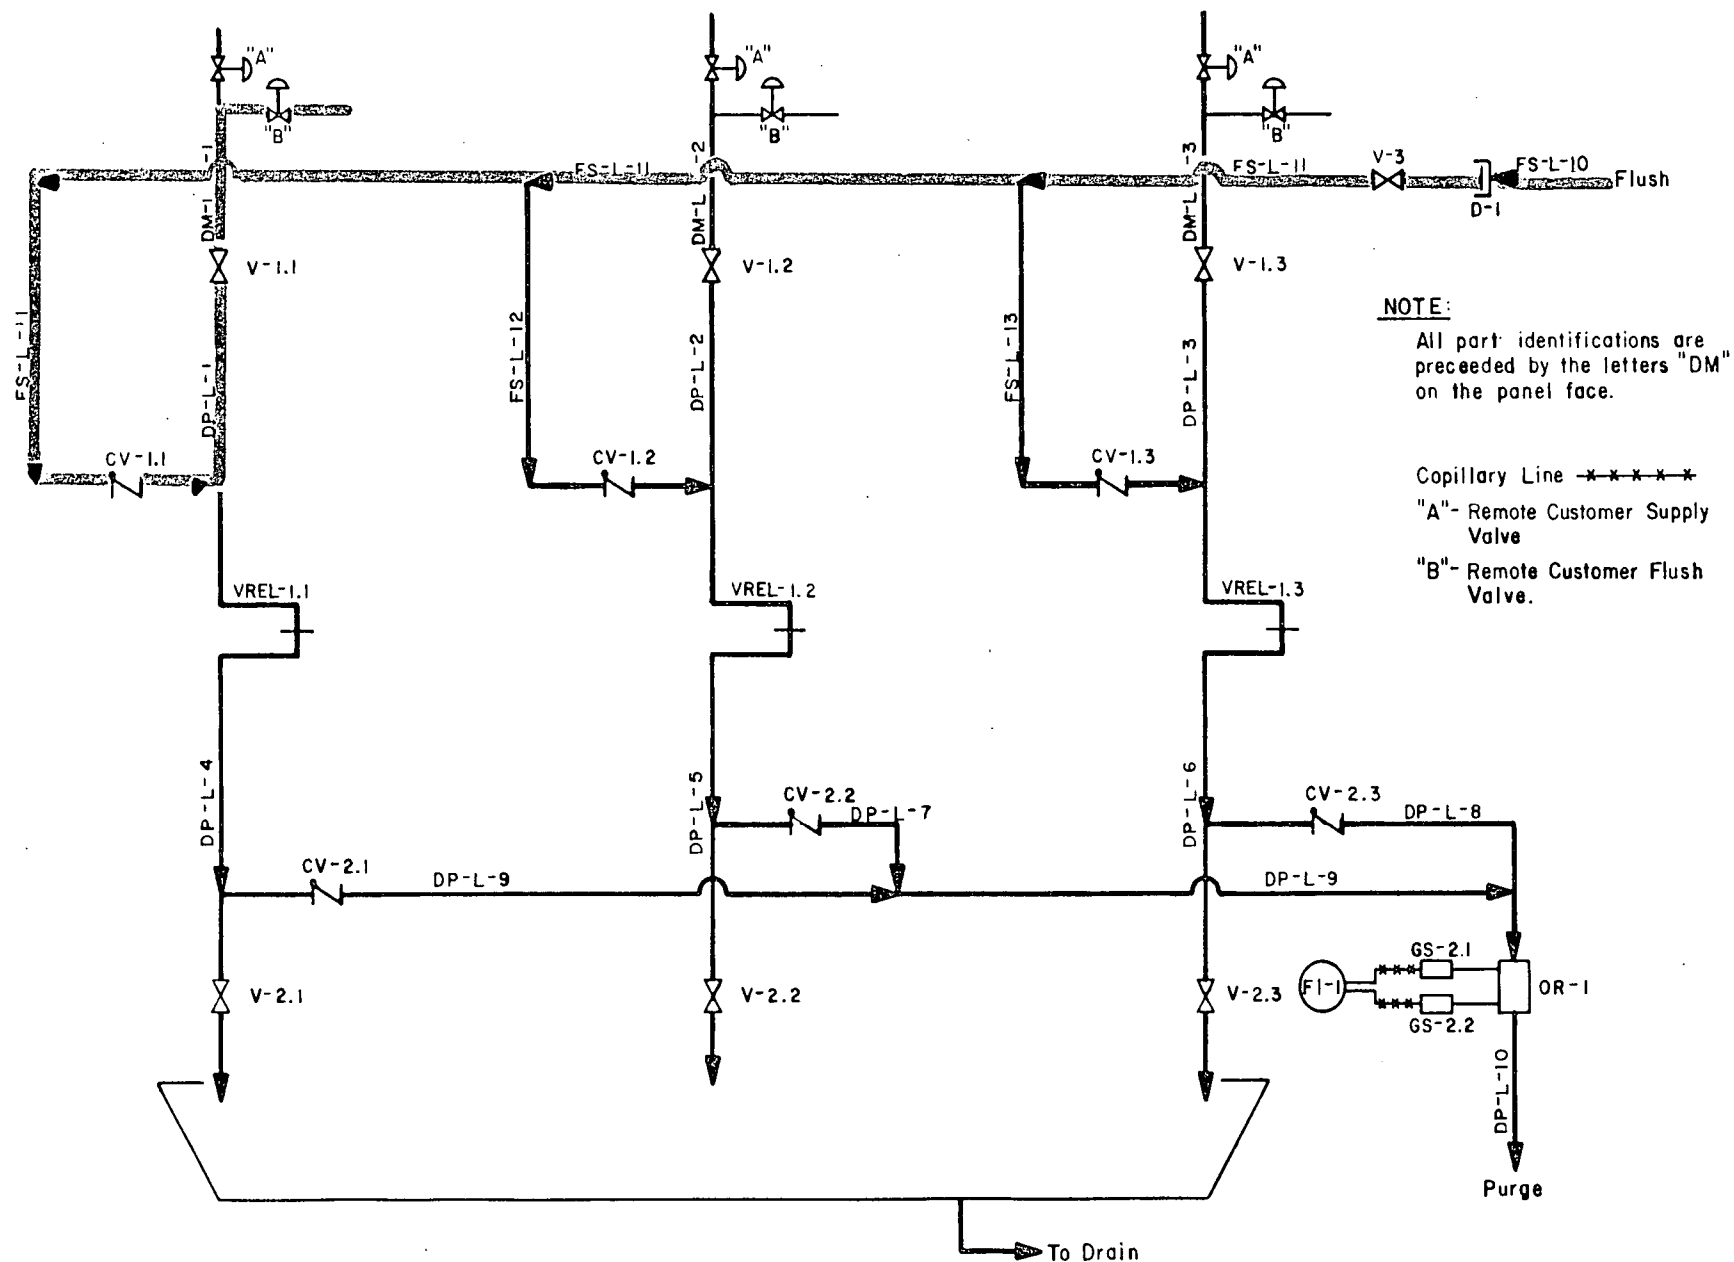 "A"
"A"
"A"
"B"
"B"
"B"
FS-L-11
FS-L-11
V-3
FS-L-10
Flush
D-1
DM-L-1
DM-L-2
DM-L-3
V-1.1
V-1.2
V-1.3
FS-L-11
DP-L-1
FS-L-12
DP-L-2
FS-L-13
DP-L-3
NOTE:
All part identifications are
preceeded by the letters "DM"
on the panel face.
CV-1.1
CV-1.2
CV-1.3
Copillary Line
"A"- Remote Customer Supply
Valve
"B"- Remote Customer Flush
Valve.
VREL-1.1
VREL-1.2
VREL-1.3
DP-L-4
DP-L-5
DP-L-6
CV-2.2
DP-L-7
CV-2.3
DP-L-8
CV-2.1
DP-L-9
DP-L-9
GS-2.1
FI-1
OR-1
GS-2.2
V-2.1
V-2.2
V-2.3
DP-L-10
Purge
To Drain